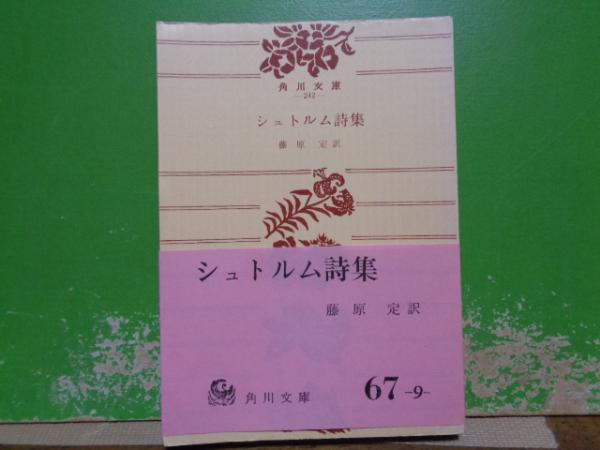 角川文庫
—242—
シュトルム詩集
藤原 定訳
シュトルム詩集
藤原 定訳
角川文庫
67-9-